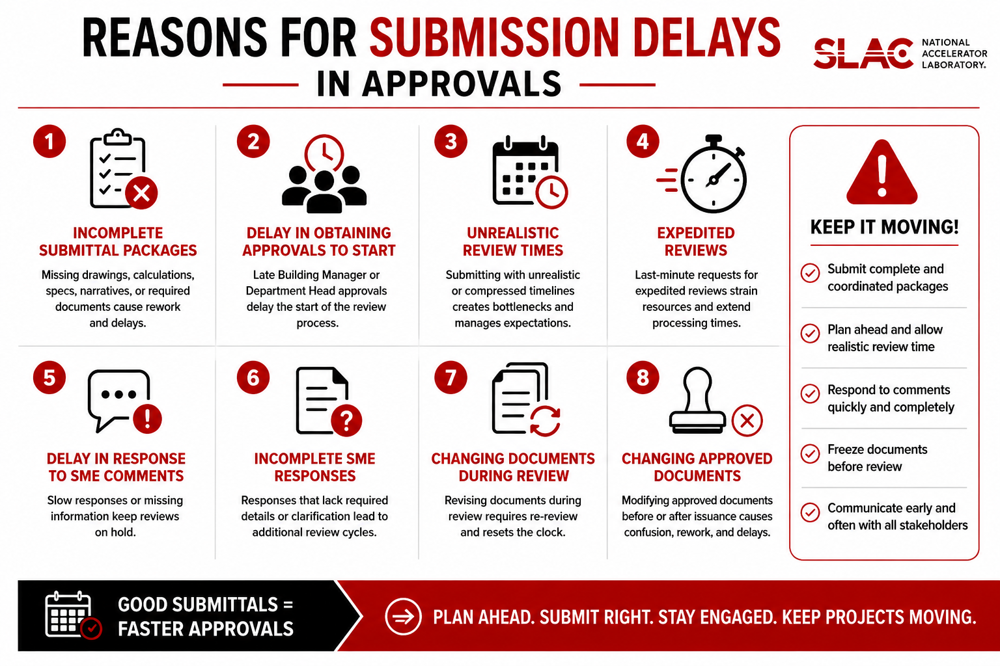 REASONS FOR SUBMISSION DELAYS
IN APPROVALS
SLAC
NATIONAL
ACCELERATOR
LABORATORY®
1
INCOMPLETE
SUBMITTAL PACKAGES
Missing drawings, calculations,
specs, narratives, or required
documents cause rework
and delays.
2
DELAY IN OBTAINING
APPROVALS TO START
Late Building Manager or
Department Head approvals
delay the start of the review
process.
3
UNREALISTIC
REVIEW TIMES
Submitting with unrealistic
or compressed timelines
creates bottlenecks and
manages expectations.
4
EXPEDITED
REVIEWS
Last-minute requests for
expedited reviews strain
resources and extend
processing times.
5
DELAY IN RESPONSE
TO SME COMMENTS
Slow responses or missing
information keep reviews
on hold.
6
INCOMPLETE SME
RESPONSES
Responses that lack required
details or clarification lead to
additional review cycles.
7
CHANGING DOCUMENTS
DURING REVIEW
Revising documents during
review requires re-review
and resets the clock.
8
CHANGING APPROVED
DOCUMENTS
Modifying approved documents
before or after issuance causes
confusion, rework, and delays.
KEEP IT MOVING!
Submit complete and
coordinated packages
Plan ahead and allow
realistic review time
Respond to comments
quickly and completely
Freeze documents
before review
Communicate early and
often with all stakeholders
GOOD SUBMITTALS =
FASTER APPROVALS
PLAN AHEAD. SUBMIT RIGHT. STAY ENGAGED. KEEP PROJECTS MOVING.